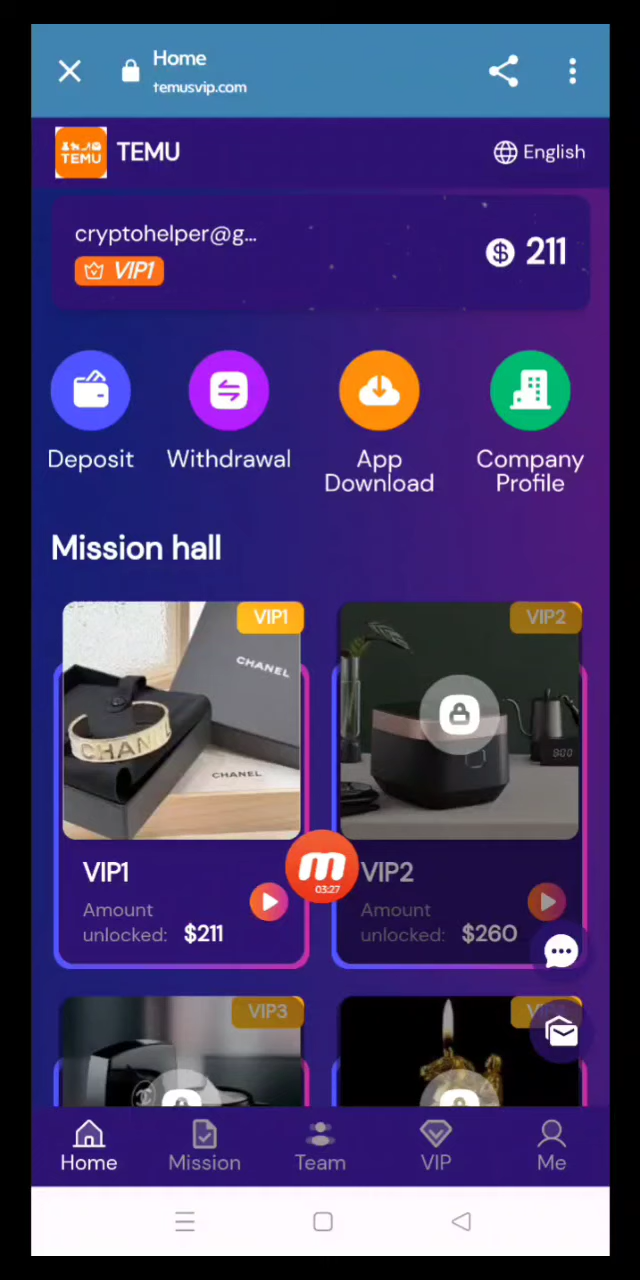 Home
temusvip.com
TEMU
TEMU
English
cryptohelper@g...
VIP1
211
Deposit
Withdrawal
App
Download
Company
Profile
Mission hall
VIP1
CHANEL
CHANEL
VIP2
900
VIP1
Amount
unlocked: $211
03:27
VIP2
Amount
unlocked: $260
VIP3
Home
Mission
Team
VIP
Me